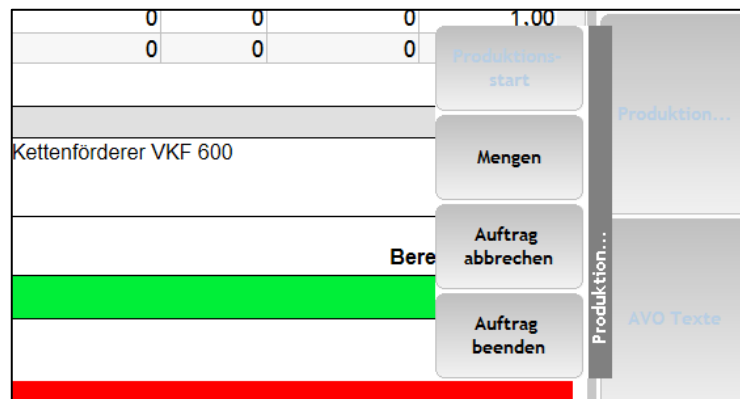 0 0 0 1,00
0 0 0
Produktions-
start
Produktion...
Kettenförderer VKF 600
Mengen
Auftrag
abbrechen
Bere
Produktion...
AVO Texte
Auftrag
beenden